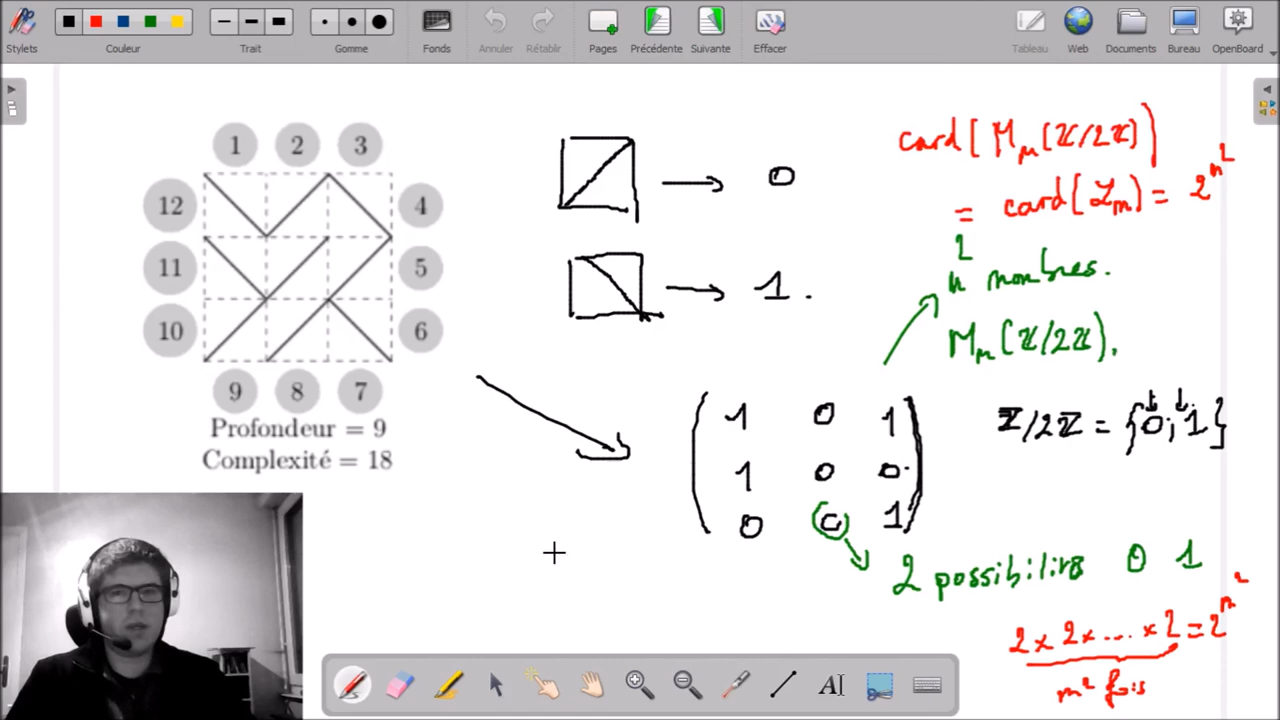 Stylets
Couleur
Trait
Gomme
Fonds
Annuler
Rétablir
Pages
Précédente
Suivante
Effacer
Tableau
Web
Documents
Bureau
OpenBoard
1 2 3
12 4
11 5
10 6
9 8 7
Profondeur = 9
Complexité = 18
→ 0
→ 1.
card(Mn(Z/2Z))
= card(Ln) = 2^n²
n² nombres.
Mn(Z/2Z).
Z/2Z = {0;1}
1 0 1
1 0 0
0 0 1
2 possibilités 0 1
2 x 2 x ... x 2 = 2^n²
n² fois
AI